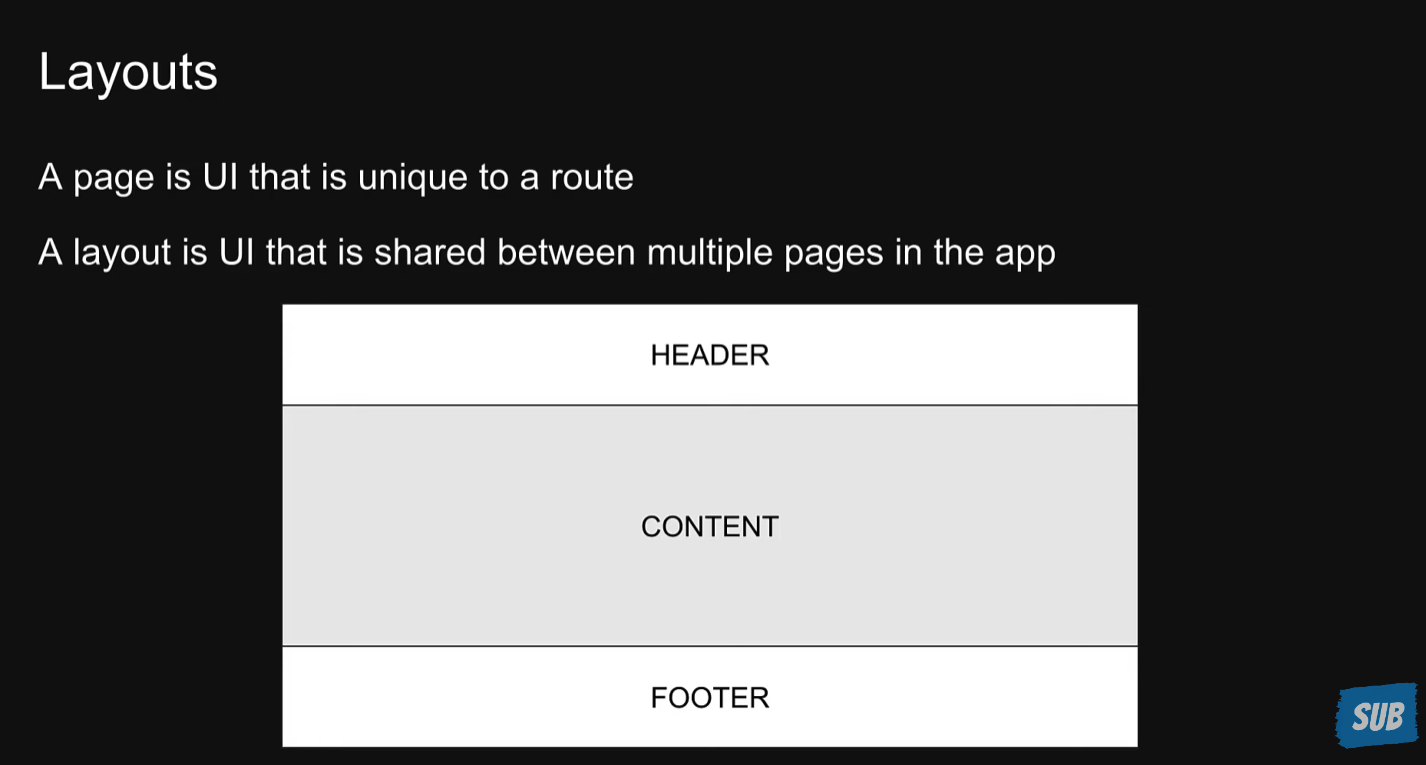 Layouts
A page is UI that is unique to a route
A layout is UI that is shared between multiple pages in the app
HEADER
CONTENT
FOOTER
SUB